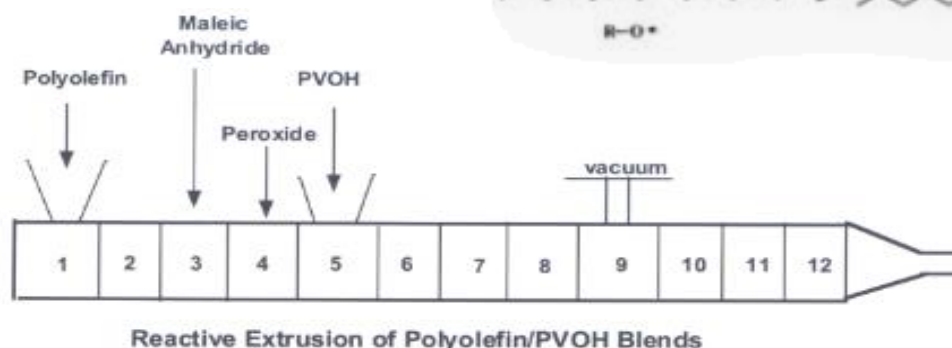 R–O•
Maleic
Anhydride
Polyolefin
PVOH
Peroxide
vacuum
1 2 3 4 5 6 7 8 9 10 11 12
Reactive Extrusion of Polyolefin/PVOH Blends